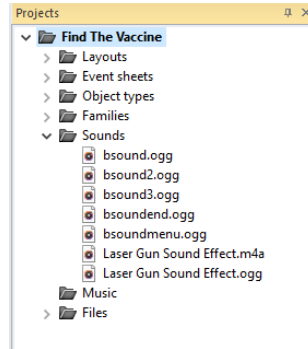 Projects
Find The Vaccine
Layouts
Event sheets
Object types
Families
Sounds
bsound.ogg
bsound2.ogg
bsound3.ogg
bsoundend.ogg
bsoundmenu.ogg
Laser Gun Sound Effect.m4a
Laser Gun Sound Effect.ogg
Music
Files